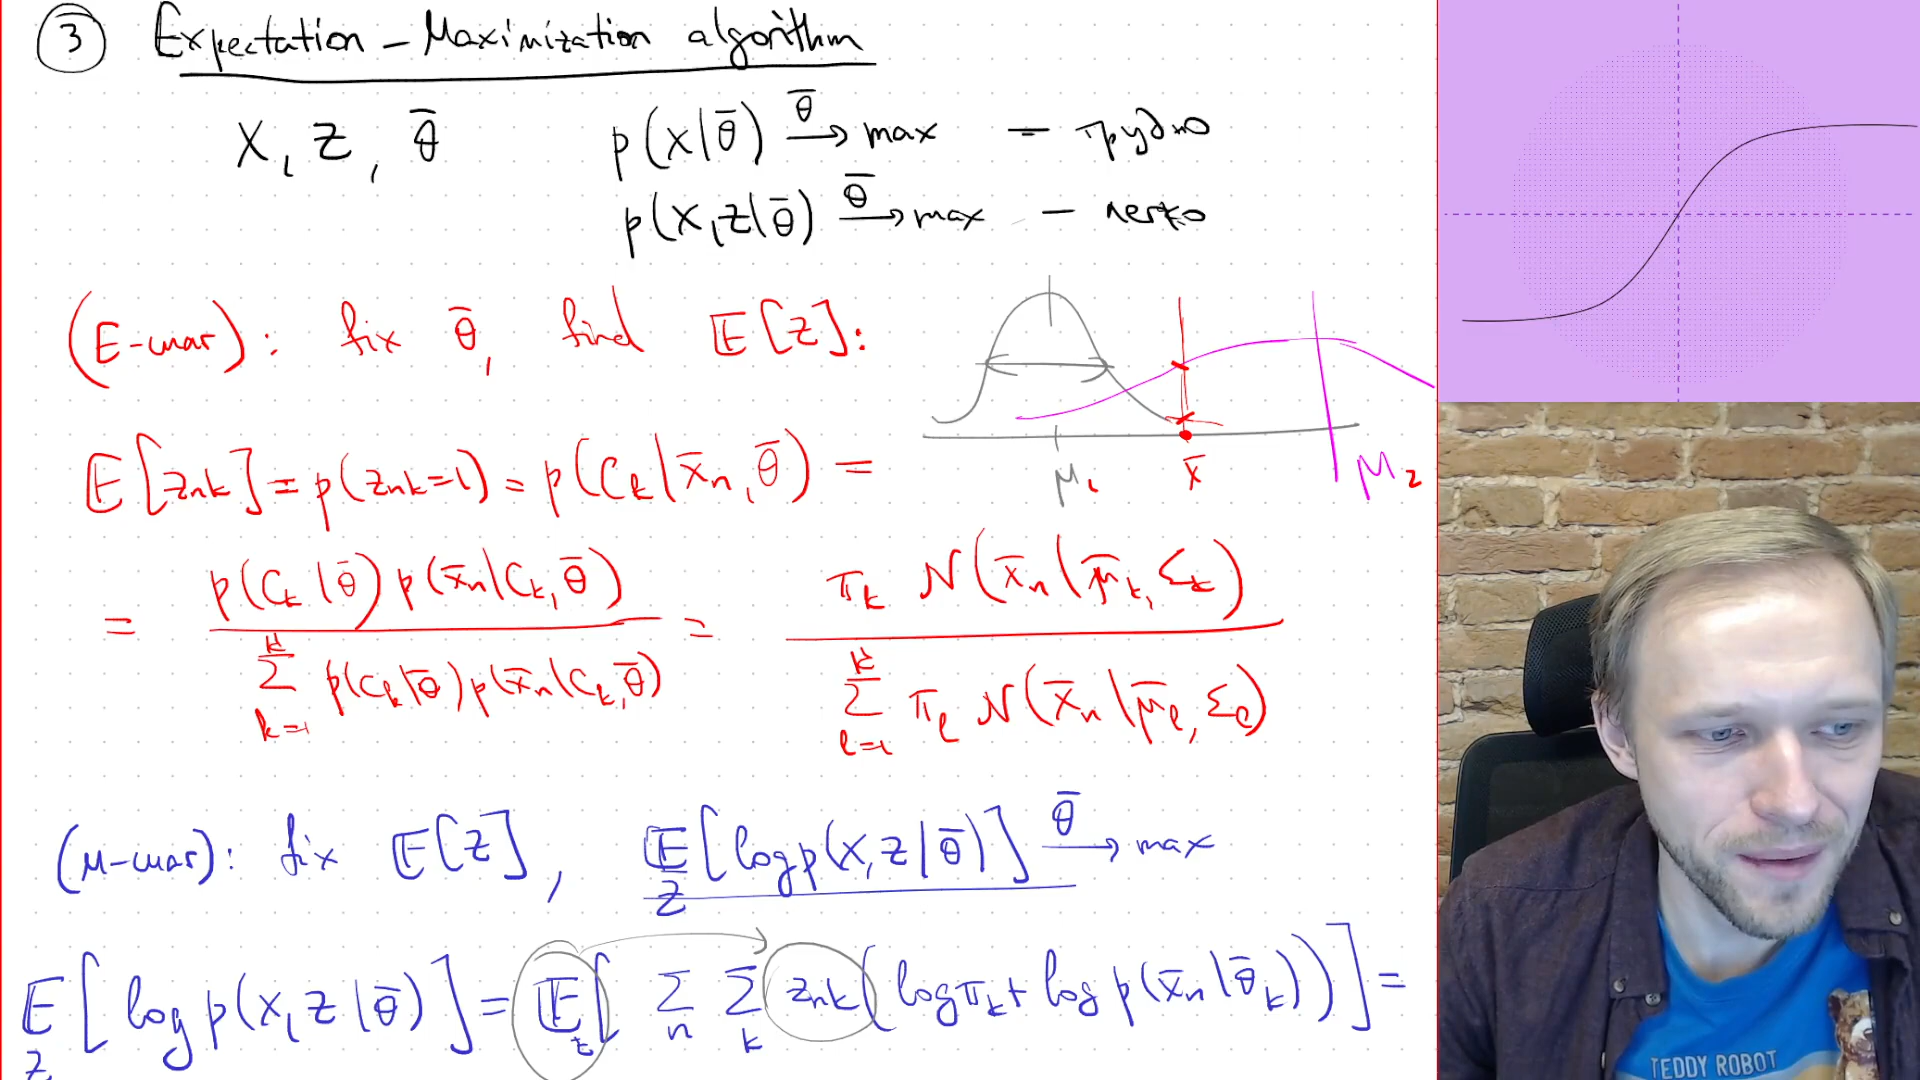 ③ Expectation – Maximization algorithm
X, Z, θ̄    p(X|θ̄) →^θ̄ max – трудно
p(X,Z|θ̄) →^θ̄ max – легко
(E-шаг): fix θ̄, find 𝔼[Z]:
𝔼[z_nk] = p(z_nk=1) = p(C_k|x̄_n, θ̄) =
μ₁ x̄ μ₂
= p(C_k|θ̄) p(x̄_n|C_k, θ̄) / Σ_{k=1}^{K} p(C_k|θ̄) p(x̄_n|C_k, θ̄) = π_k N(x̄_n|μ̄_k, Σ_k) / Σ_{l=1}^{K} π_l N(x̄_n|μ̄_l, Σ_l)
(M-шаг): fix 𝔼[Z], 𝔼_Z[log p(X,Z|θ̄)] →^θ̄ max
𝔼_Z[log p(X,Z|θ̄)] = 𝔼_Z[Σ_n Σ_k z_nk (log π_k + log p(x̄_n|θ̄_k))] =
TEDDY ROBOT